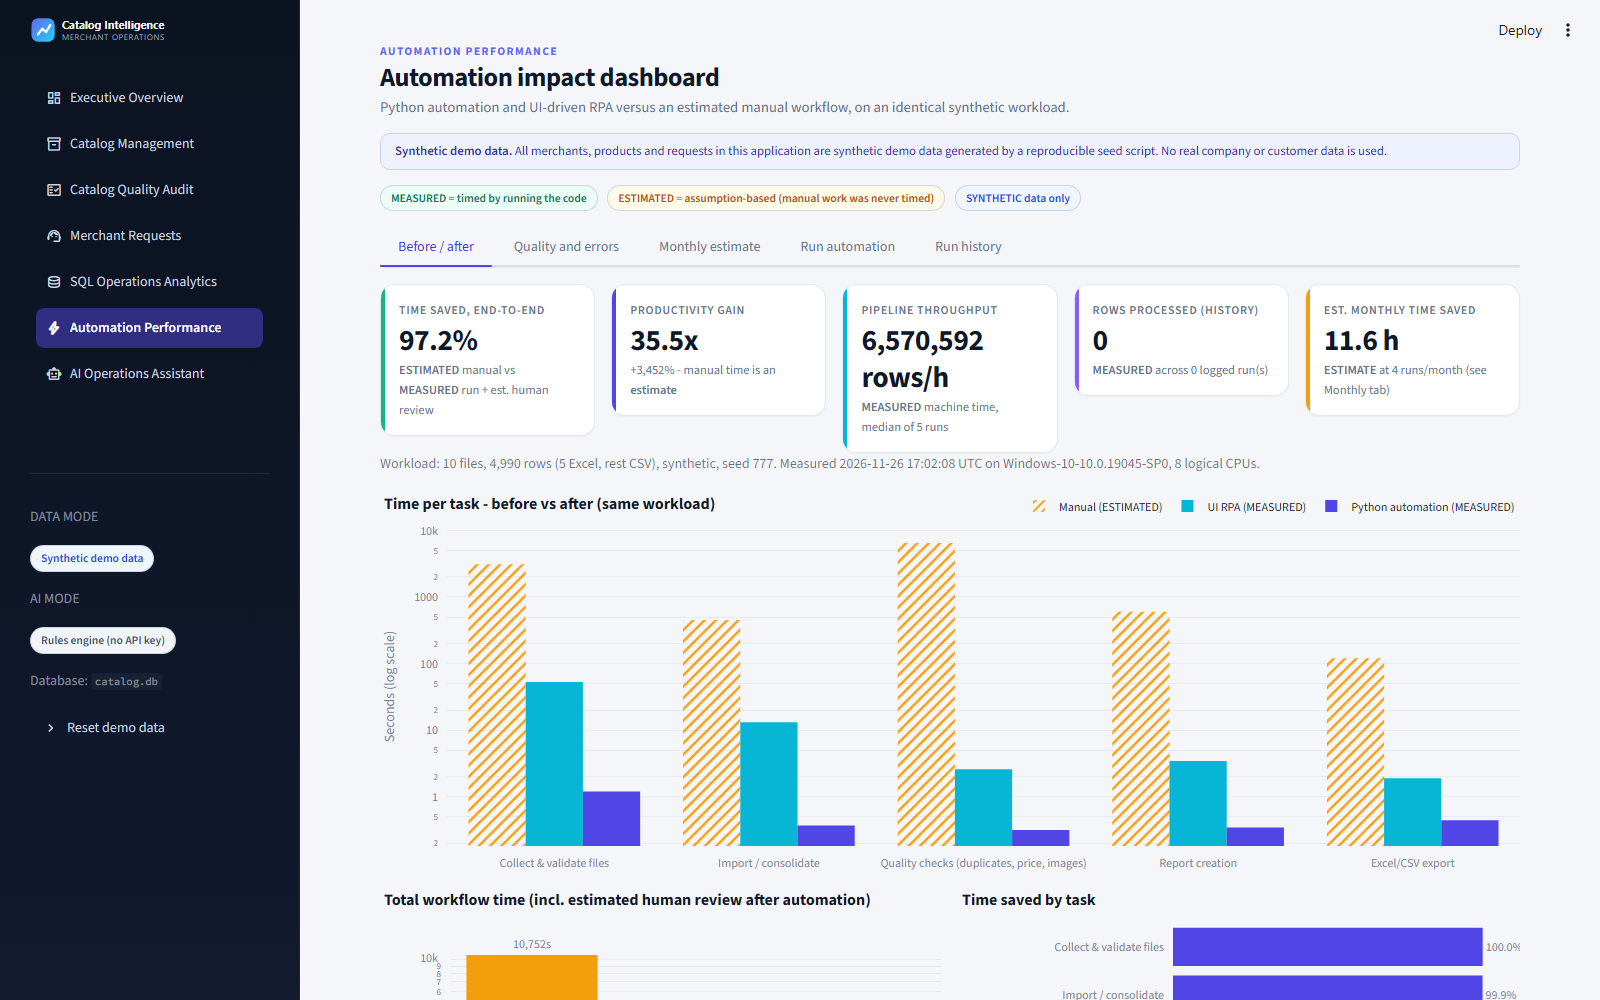 Catalog Intelligence
MERCHANT OPERATIONS
Executive Overview
Catalog Management
Catalog Quality Audit
Merchant Requests
SQL Operations Analytics
Automation Performance
AI Operations Assistant
DATA MODE
Synthetic demo data
AI MODE
Rules engine (no API key)
Database: catalog.db
Reset demo data
Deploy
AUTOMATION PERFORMANCE
Automation impact dashboard
Python automation and UI-driven RPA versus an estimated manual workflow, on an identical synthetic workload.
Synthetic demo data. All merchants, products and requests in this application are synthetic demo data generated by a reproducible seed script. No real company or customer data is used.
MEASURED = timed by running the code
ESTIMATED = assumption-based (manual work was never timed)
SYNTHETIC data only
Before / after
Quality and errors
Monthly estimate
Run automation
Run history
TIME SAVED, END-TO-END
97.2%
ESTIMATED manual vs
MEASURED run + est. human
review
PRODUCTIVITY GAIN
35.5x
+3,452% - manual time is an
estimate
PIPELINE THROUGHPUT
6,570,592
rows/h
MEASURED machine time,
median of 5 runs
ROWS PROCESSED (HISTORY)
0
MEASURED across 0 logged run(s)
EST. MONTHLY TIME SAVED
11.6 h
ESTIMATE at 4 runs/month (see
Monthly tab)
Workload: 10 files, 4,990 rows (5 Excel, rest CSV), synthetic, seed 777. Measured 2026-11-26 17:02:08 UTC on Windows-10-10.0.19045-SP0, 8 logical CPUs.
Time per task - before vs after (same workload)
Manual (ESTIMATED)
UI RPA (MEASURED)
Python automation (MEASURED)
Seconds (log scale)
10k
5
2
1000
5
2
100
5
2
10
5
2
1
5
2
Collect & validate files
Import / consolidate
Quality checks (duplicates, price, images)
Report creation
Excel/CSV export
Total workflow time (incl. estimated human review after automation)
10,752s
10k
9
8
7
6
Time saved by task
Collect & validate files
100.0%
Import / consolidate
99.9%